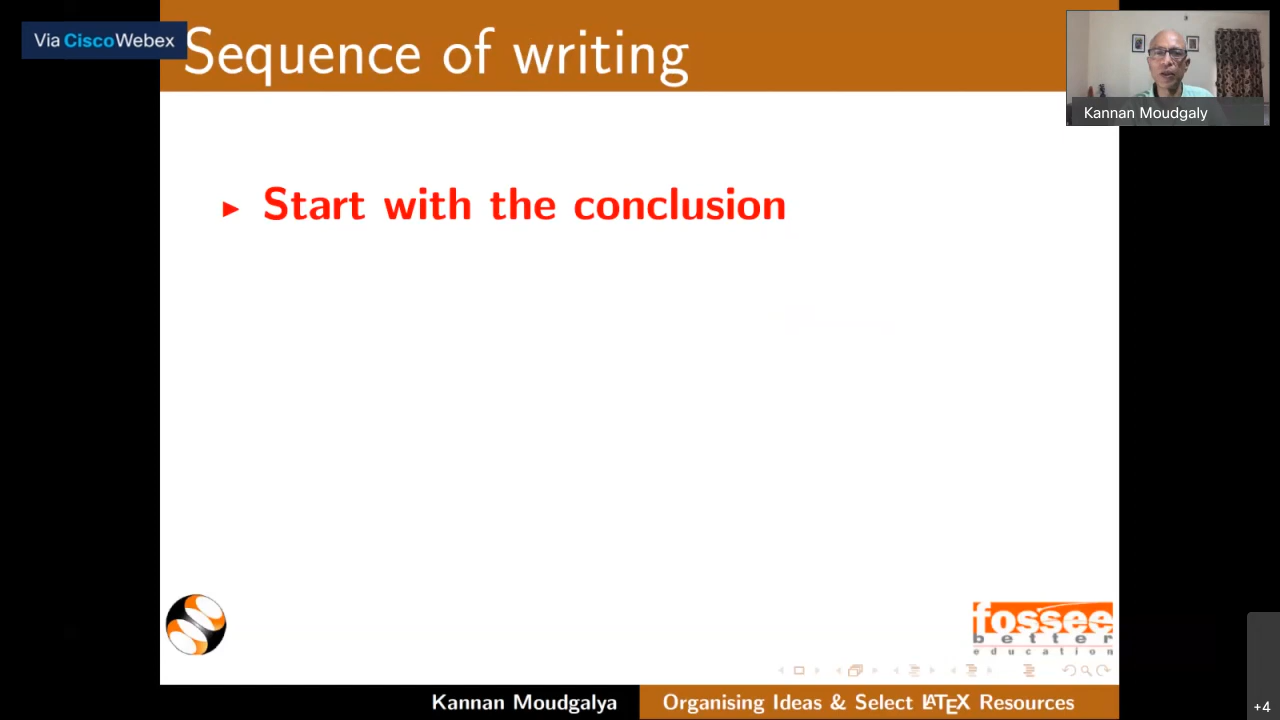 Via CiscoWebex
Sequence of writing
Kannan Moudgaly
▸ Start with the conclusion
fossee
better
education
Kannan Moudgalya
Organising Ideas & Select LATEX Resources
+4